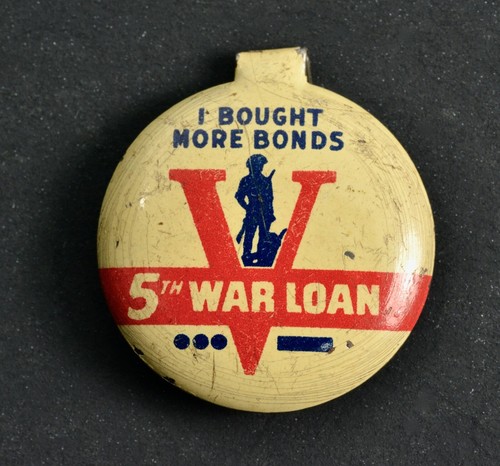 I BOUGHT
MORE BONDS
V
5TH WAR LOAN